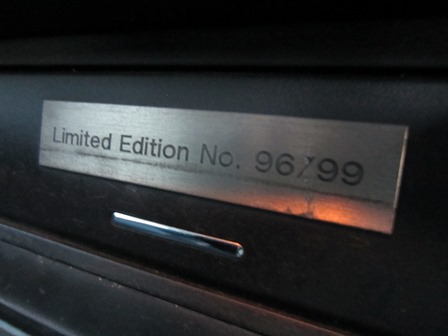 Limited Edition No. 96/99